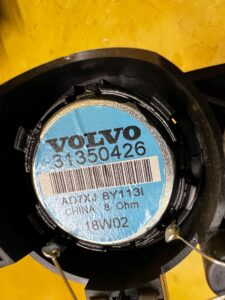 VOLVO
31350426
AD7XJ BY113I
CHINA 8 Ohm
18W02